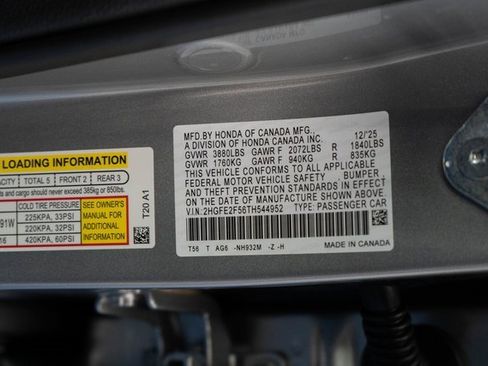 LOADING INFORMATION
TOTAL 5 FRONT 2 REAR 3
and cargo should never exceed 385kg or 850lbs.
COLD TIRE PRESSURE
225KPA, 33PSI
220KPA, 32PSI
420KPA, 60PSI
SEE OWNER'S
MANUAL FOR
ADDITIONAL
INFORMATION
T20 A1
MFD.BY HONDA OF CANADA MFG., 12/'25
A DIVISION OF HONDA CANADA INC.
GVWR 3880LBS GAWR F 2072LBS R 1840LBS
GVWR 1760KG GAWR F 940KG R 835KG
THIS VEHICLE CONFORMS TO ALL APPLICABLE
FEDERAL MOTOR VEHICLE SAFETY , BUMPER ,
AND THEFT PREVENTION STANDARDS IN EFFECT
ON THE DATE OF MANUFACTURE SHOWN ABOVE.
V.I.N.:2HGFE2F56TH544952 TYPE: PASSENGER CAR
T56 T AG6 -NH932M -Z -H
MADE IN CANADA